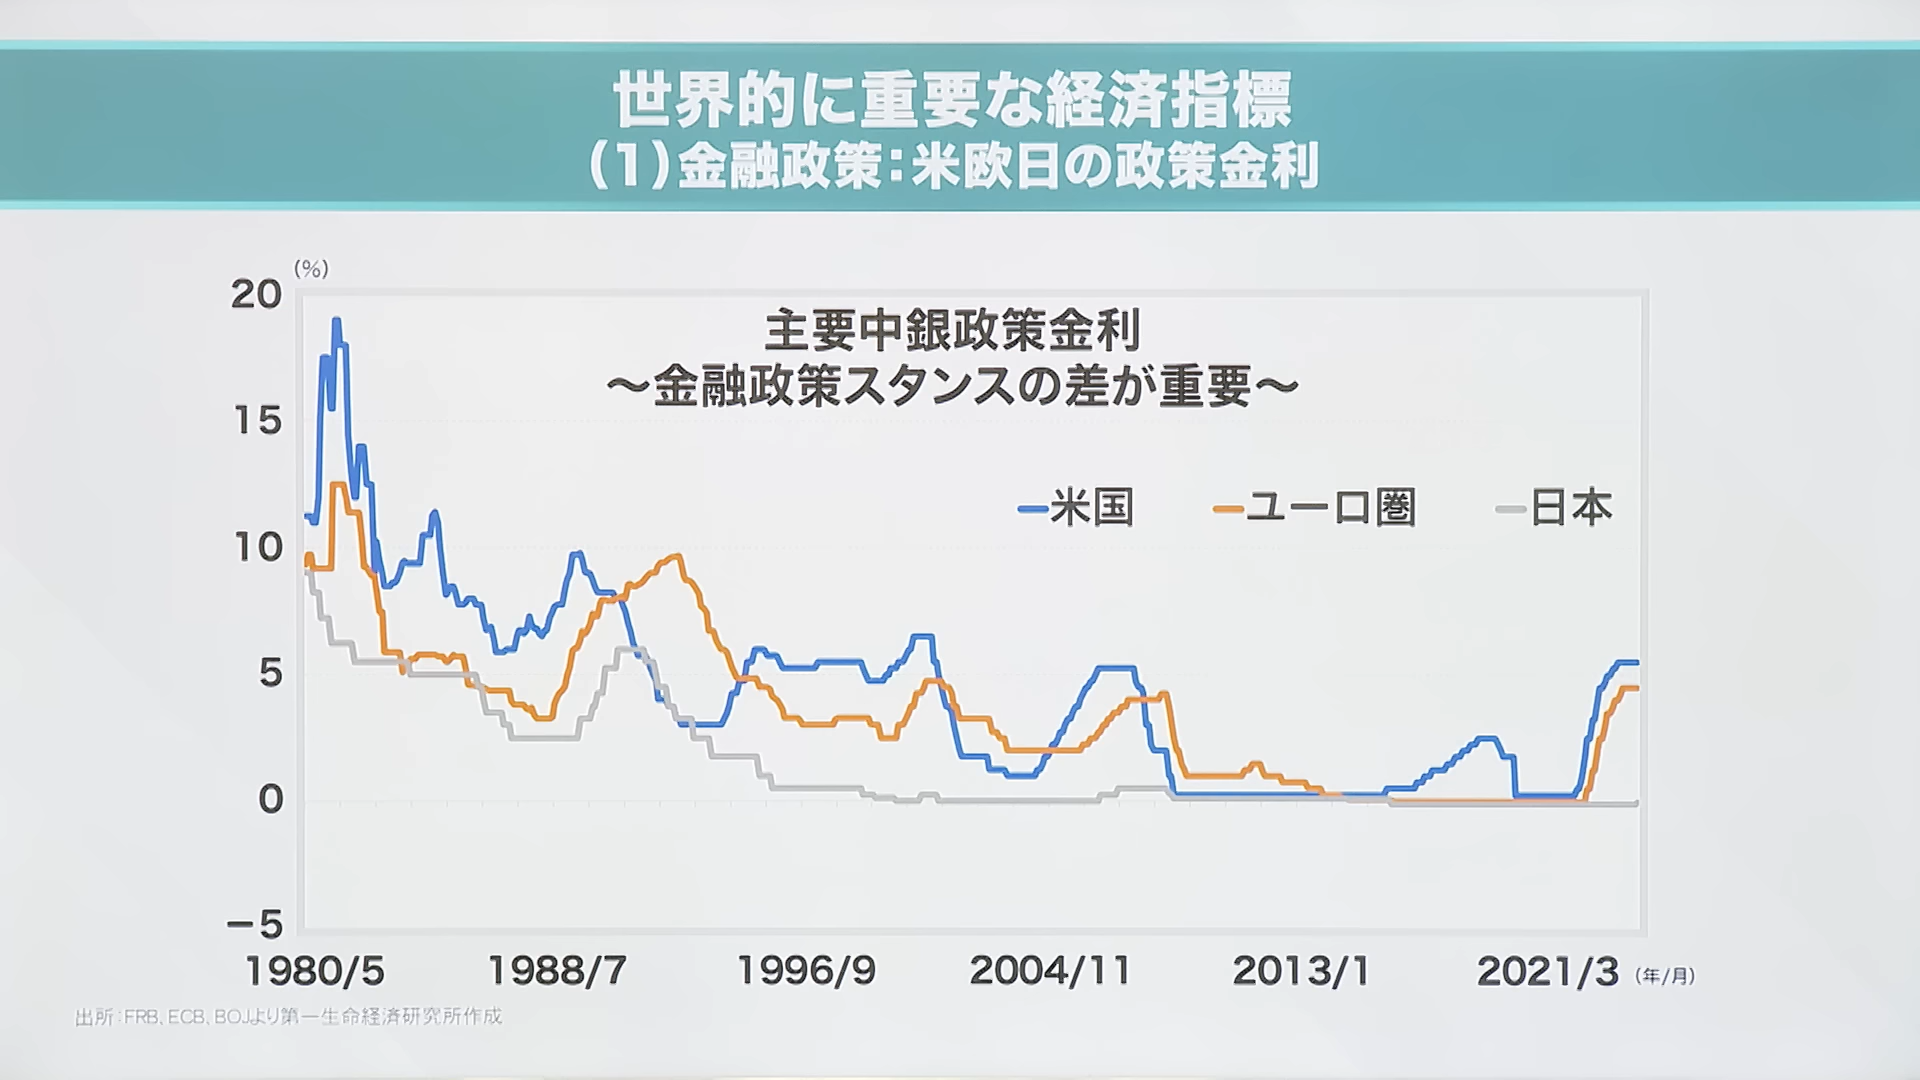 世界的に重要な経済指標
(1)金融政策：米欧日の政策金利
(%)
20
主要中銀政策金利
～金融政策スタンスの差が重要～
15
米国 ユーロ圏 日本
10
5
0
−5
1980/5 1988/7 1996/9 2004/11 2013/1 2021/3 (年/月)
出所：FRB、ECB、BOJより第一生命経済研究所作成